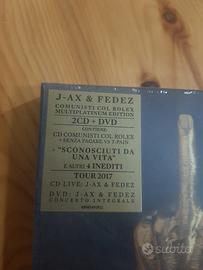 J-AX & FEDEZ
COMUNISTI COL ROLEX
MULTIPLATINUM EDITION
2CD + DVD
CONTIENE:
CD COMUNISTI COL ROLEX
+ SENZA PAGARE VS T-PAIN
+ "SCONOSCIUTI DA
UNA VITA"
E ALTRI 4 INEDITI
TOUR 2017
CD LIVE: J-AX & FEDEZ
DVD: J-AX & FEDEZ
CONCERTO INTEGRALE
subito